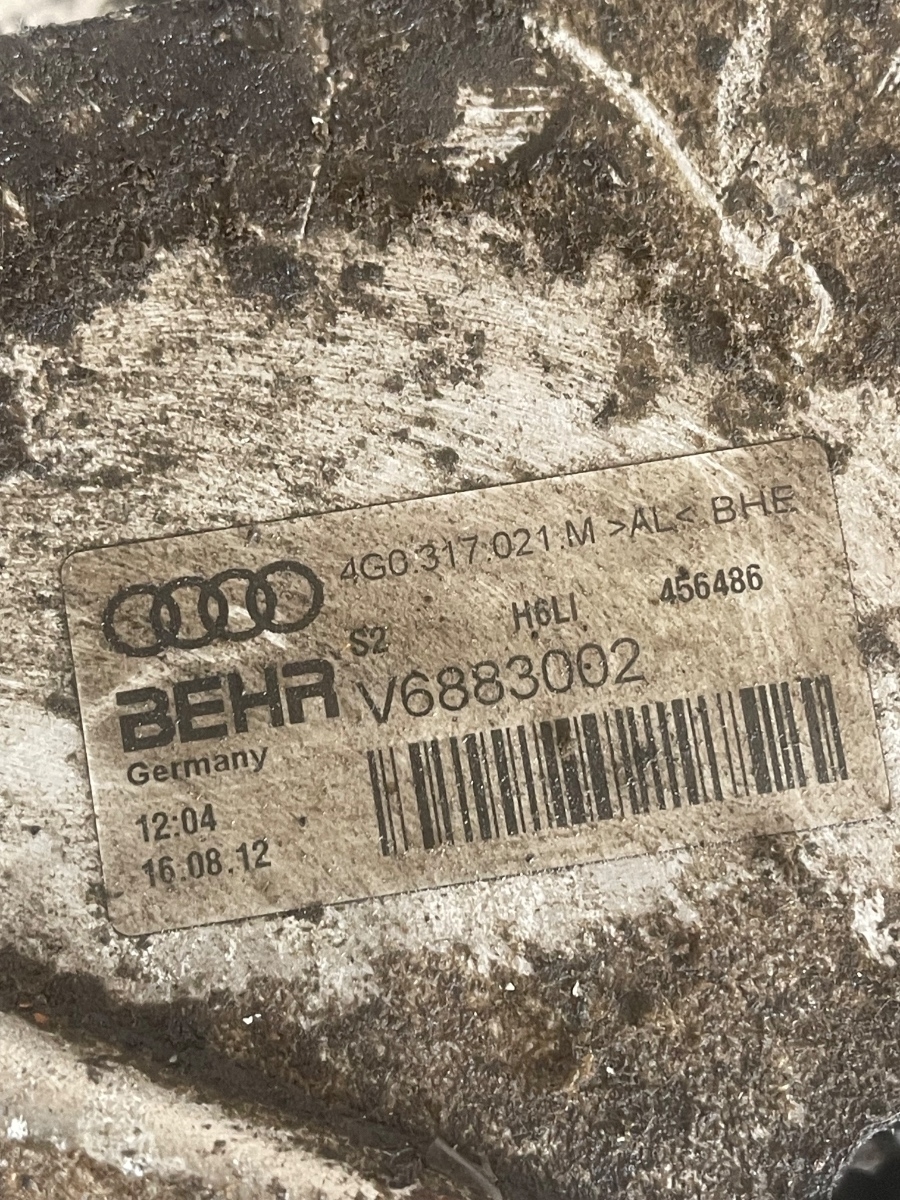 4G0.317.021.M >AL< BHE
S2 H6LI 456486
BEHR V6883002
Germany
12:04
16.08.12